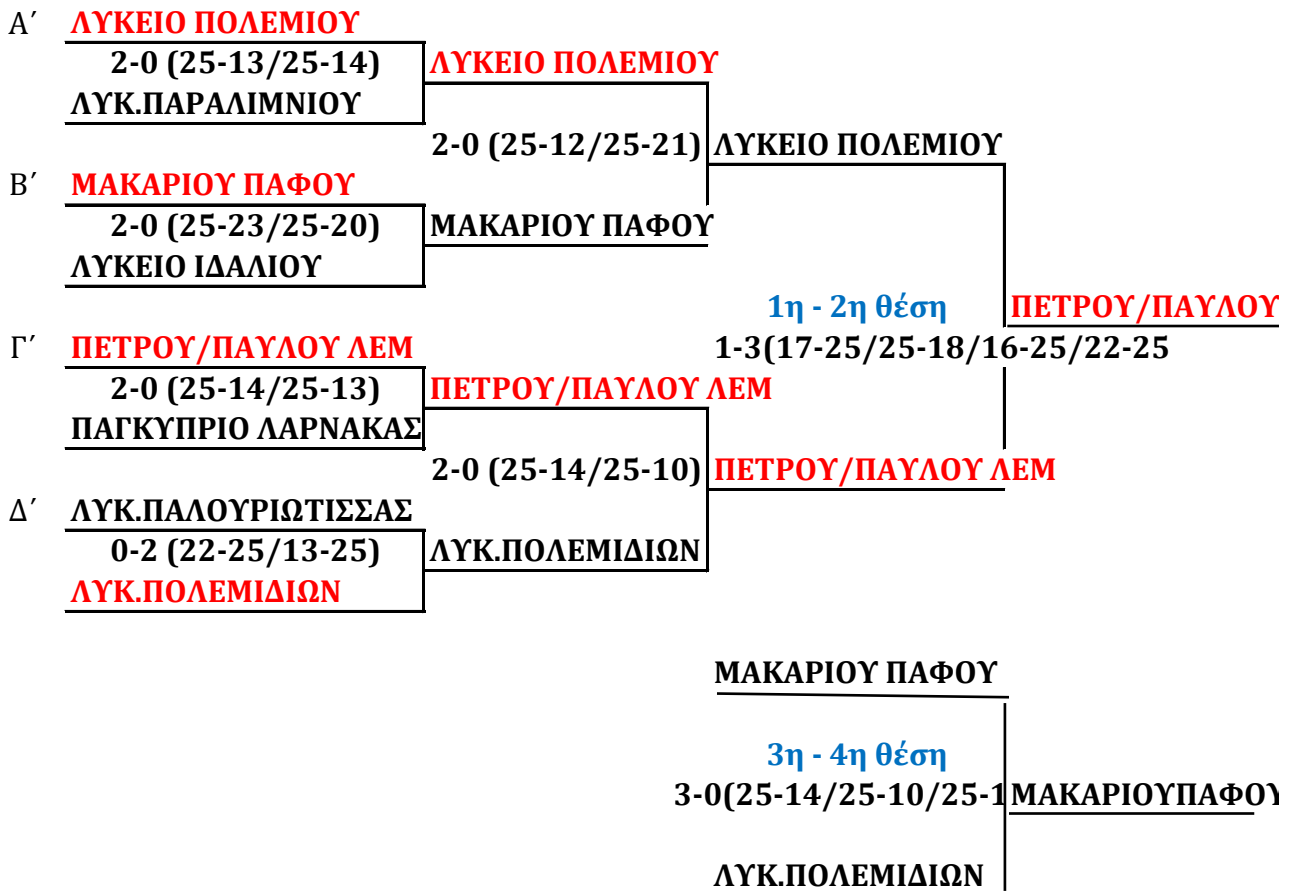 Α΄ ΛΥΚΕΙΟ ΠΟΛΕΜΙΟΥ
2-0 (25-13/25-14)
ΛΥΚΕΙΟ ΠΟΛΕΜΙΟΥ
ΛΥΚ.ΠΑΡΑΛΙΜΝΙΟΥ
2-0 (25-12/25-21)
ΛΥΚΕΙΟ ΠΟΛΕΜΙΟΥ
Β΄ ΜΑΚΑΡΙΟΥ ΠΑΦΟΥ
2-0 (25-23/25-20)
ΜΑΚΑΡΙΟΥ ΠΑΦΟΥ
ΛΥΚΕΙΟ ΙΔΑΛΙΟΥ
1η - 2η θέση
ΠΕΤΡΟΥ/ΠΑΥΛΟΥ
Γ΄ ΠΕΤΡΟΥ/ΠΑΥΛΟΥ ΛΕΜ
1-3(17-25/25-18/16-25/22-25
2-0 (25-14/25-13)
ΠΕΤΡΟΥ/ΠΑΥΛΟΥ ΛΕΜ
ΠΑΓΚΥΠΡΙΟ ΛΑΡΝΑΚΑΣ
2-0 (25-14/25-10)
ΠΕΤΡΟΥ/ΠΑΥΛΟΥ ΛΕΜ
Δ΄ ΛΥΚ.ΠΑΛΟΥΡΙΩΤΙΣΣΑΣ
0-2 (22-25/13-25)
ΛΥΚ.ΠΟΛΕΜΙΔΙΩΝ
ΛΥΚ.ΠΟΛΕΜΙΔΙΩΝ
ΜΑΚΑΡΙΟΥ ΠΑΦΟΥ
3η - 4η θέση
3-0(25-14/25-10/25-1
ΜΑΚΑΡΙΟΥΠΑΦΟΥ
ΛΥΚ.ΠΟΛΕΜΙΔΙΩΝ